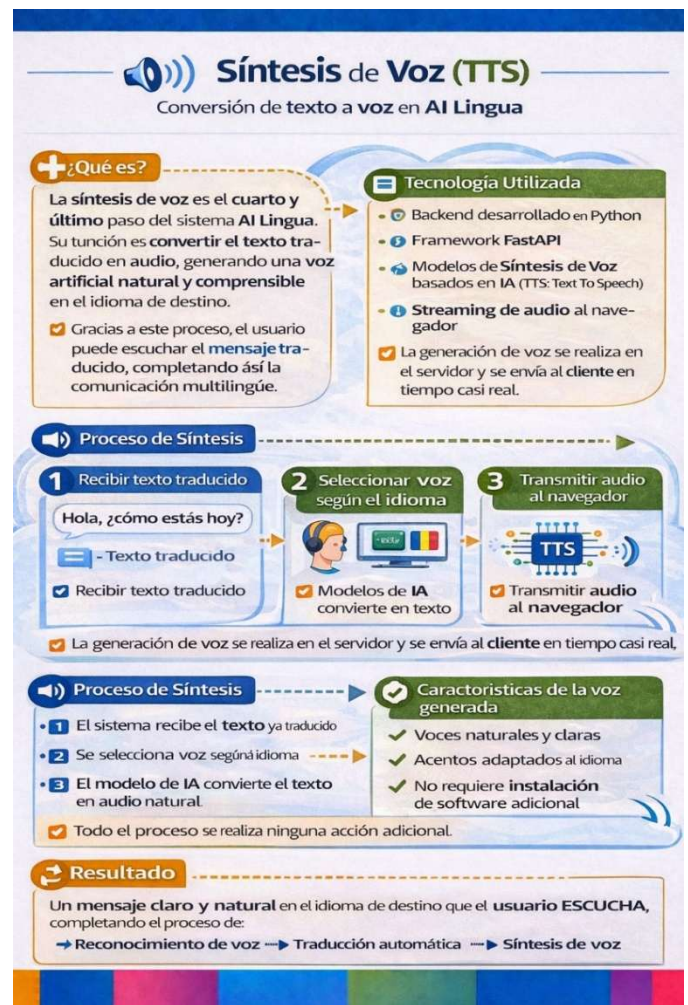 Síntesis de Voz (TTS)
Conversión de texto a voz en AI Lingua
¿Qué es?
La síntesis de voz es el cuarto y
último paso del sistema AI Lingua.
Su tunción es convertir el texto tra-
ducido en audio, generando una voz
artificial natural y comprensible
en el idioma de destino.
Gracias a este proceso, el usuario
puede escuchar el mensaje tra-
ducido, completando ásí la
comunicación multilingúe.
Tecnología Utilizada
Backend desarrollado en Python
Framework FastAPI
Modelos de Síntesis de Voz
basados en IA (TTS: Text To Speech)
Streaming de audio al nave-
gador
La generación de voz se realiza en
el servidor y se envía al cliente en
tiempo casi real.
Proceso de Síntesis
1 Recibir texto traducido
Hola, ¿cómo estás hoy?
- Texto traducido
Recibir texto traducido
2 Seleccionar voz
según el idioma
Modelos de IA
convierte en texto
3 Transmitir audio
al navegador
TTS
Transmitir audio
al navegaclor
La generación de voz se realiza en el servidor y se envía al cliente en tiempo casi real,
Proceso de Síntesis
1 El sistema recibe el texto ya traducido
2 Se selecciona voz segúná idioma
3 El modelo de IA convierte el texto
en audio natural.
Todo el proceso se realiza ninguna acción adicional.
Caractoristicas de la voz
generada
Voces naturales y claras
Acentos adaptados al idioma
No requiere instalación
de software adicional
Resultado
Un mensaje claro y natural en el idioma de destino que el usuario ESCUCHA,
completando el proceso de:
Reconocimiento de voz Traducción automática Síntesis de voz